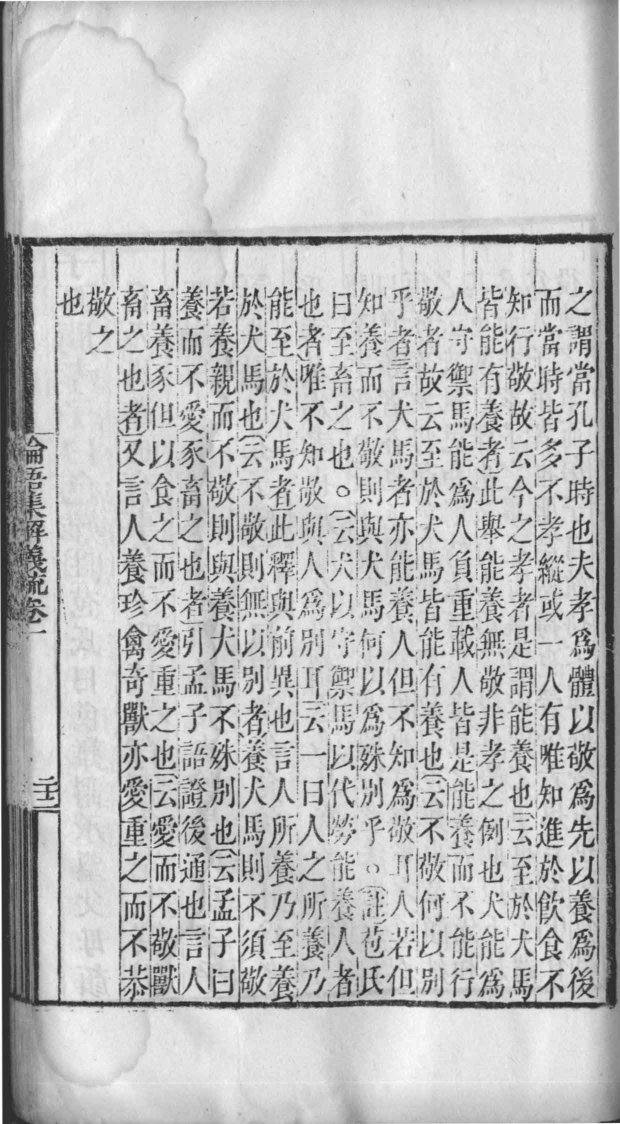 之謂當孔子時也夫孝爲體以敬爲先以養爲後
而當時皆多不孝縱或一人有唯知進於飲食不
知行敬故云今之孝者是謂能養也云至於犬馬
皆能有養者此舉能養無敬非孝之例也犬能爲
人守禦馬能爲人負重載人皆是能養而不能行
敬者故云至於犬馬皆能有養也云不敬何以別
乎者言犬馬者亦能養人但不知爲敬耳人若但
知養而不敬則與犬馬何以爲殊別乎。註苞氏
曰至畜之也。云犬以守禦馬以代勞能養人者
也者唯不知敬與人爲別耳云一曰人之所養乃
能至於犬馬者此釋與前異也言人所養乃至養
於犬馬也云不敬則無以別者養犬馬則不須敬
若養親而不敬則與養犬馬不殊別也云孟子曰
養而不愛豕畜之也者引孟子語證後通也言人
畜養豕但以食之而不愛重之也云愛而不敬獸
畜之也者又言人養珍禽奇獸亦愛重之而不恭
敬之
也
論語集解義疏卷一
二十